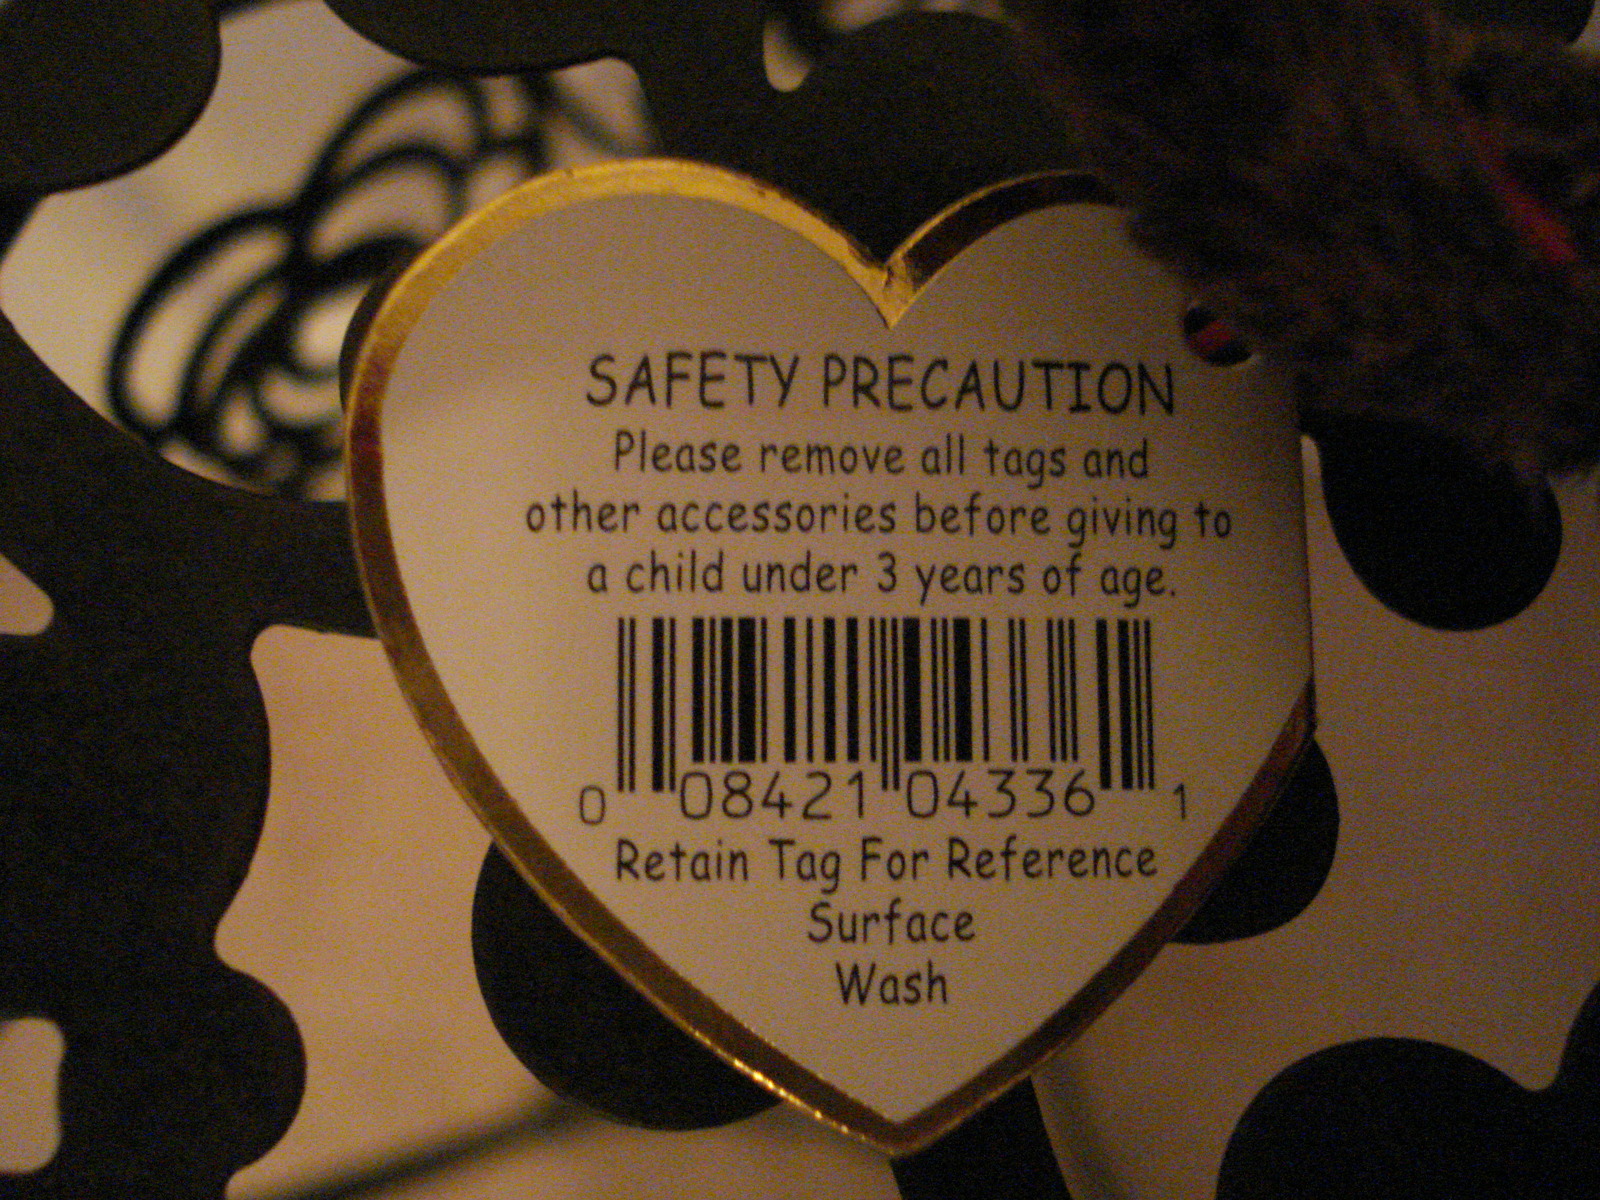 SAFETY PRECAUTION
Please remove all tags and
other accessories before giving to
a child under 3 years of age.
0 08421 04336 1
Retain Tag For Reference
Surface
Wash